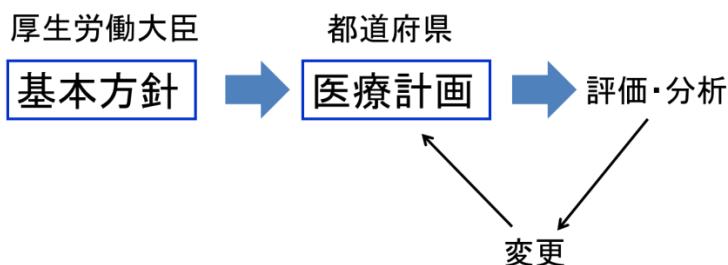 厚生労働大臣
都道府県
基本方針
医療計画
評価・分析
変更